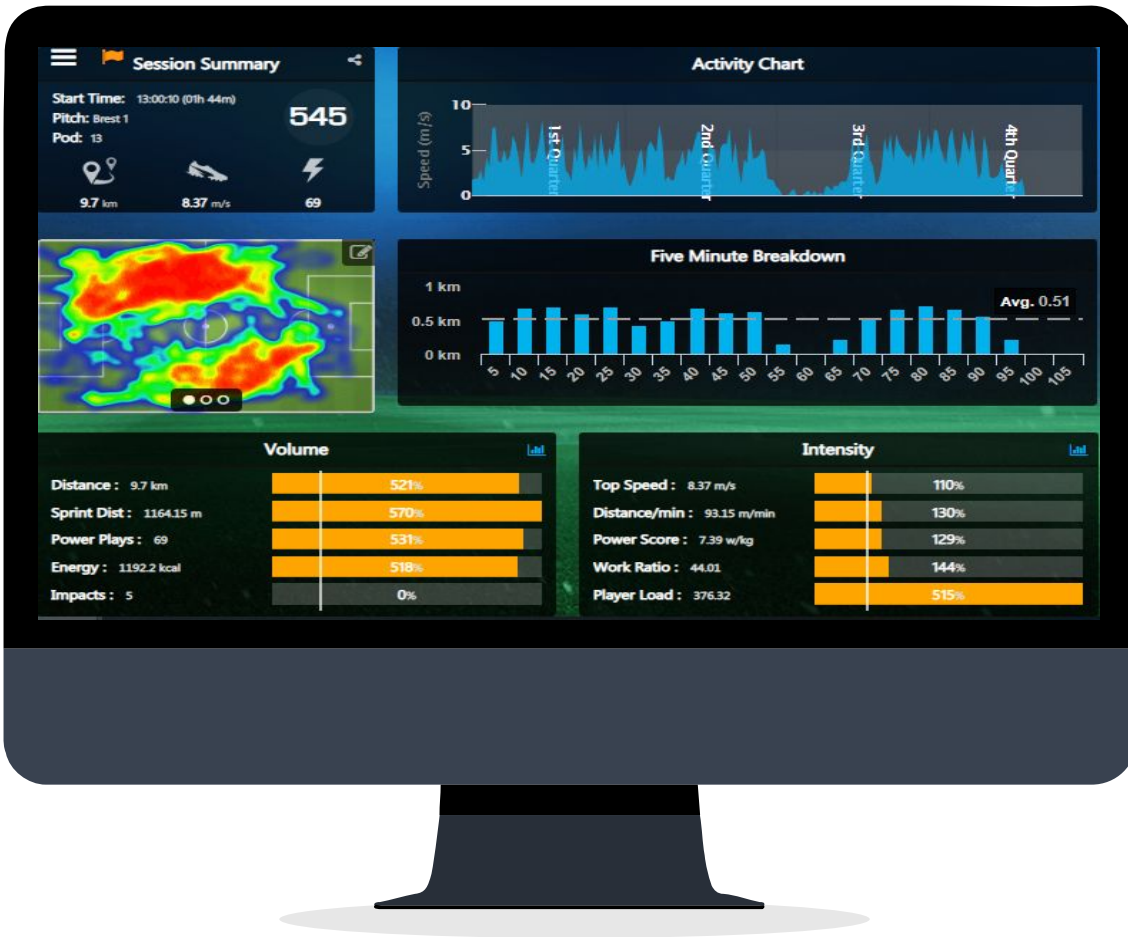 Session Summary
Start Time: 13:00:10 (01h 44m)
Pitch: Brest 1
Pod: 13
545
9.7 km 8.37 m/s 69
Activity Chart
Speed (m/s)
10
5
0
1st Quarter
2nd Quarter
3rd Quarter
4th Quarter
Five Minute Breakdown
1 km
0.5 km
0 km
Avg. 0.51
5 10 15 20 25 30 35 40 45 50 55 60 65 70 75 80 85 90 95 100 105
Volume
Distance : 9.7 km 521%
Sprint Dist : 1164.15 m 570%
Power Plays : 69 531%
Energy : 1192.2 kcal 518%
Impacts : 5 0%
Intensity
Top Speed : 8.37 m/s 110%
Distance/min : 93.15 m/min 130%
Power Score : 7.39 w/kg 129%
Work Ratio : 44.01 144%
Player Load : 376.32 515%